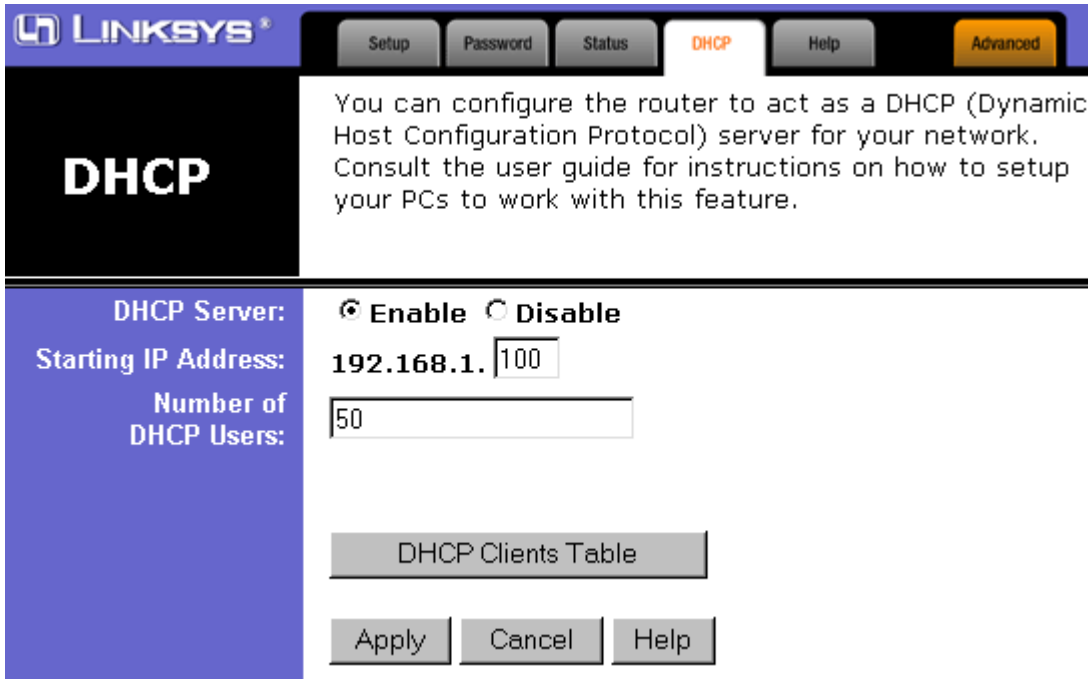 LINKSYS®
Setup Password Status DHCP Help Advanced
DHCP
You can configure the router to act as a DHCP (Dynamic
Host Configuration Protocol) server for your network.
Consult the user guide for instructions on how to setup
your PCs to work with this feature.
DHCP Server: Enable Disable
Starting IP Address: 192.168.1. 100
Number of
DHCP Users: 50
DHCP Clients Table
Apply Cancel Help